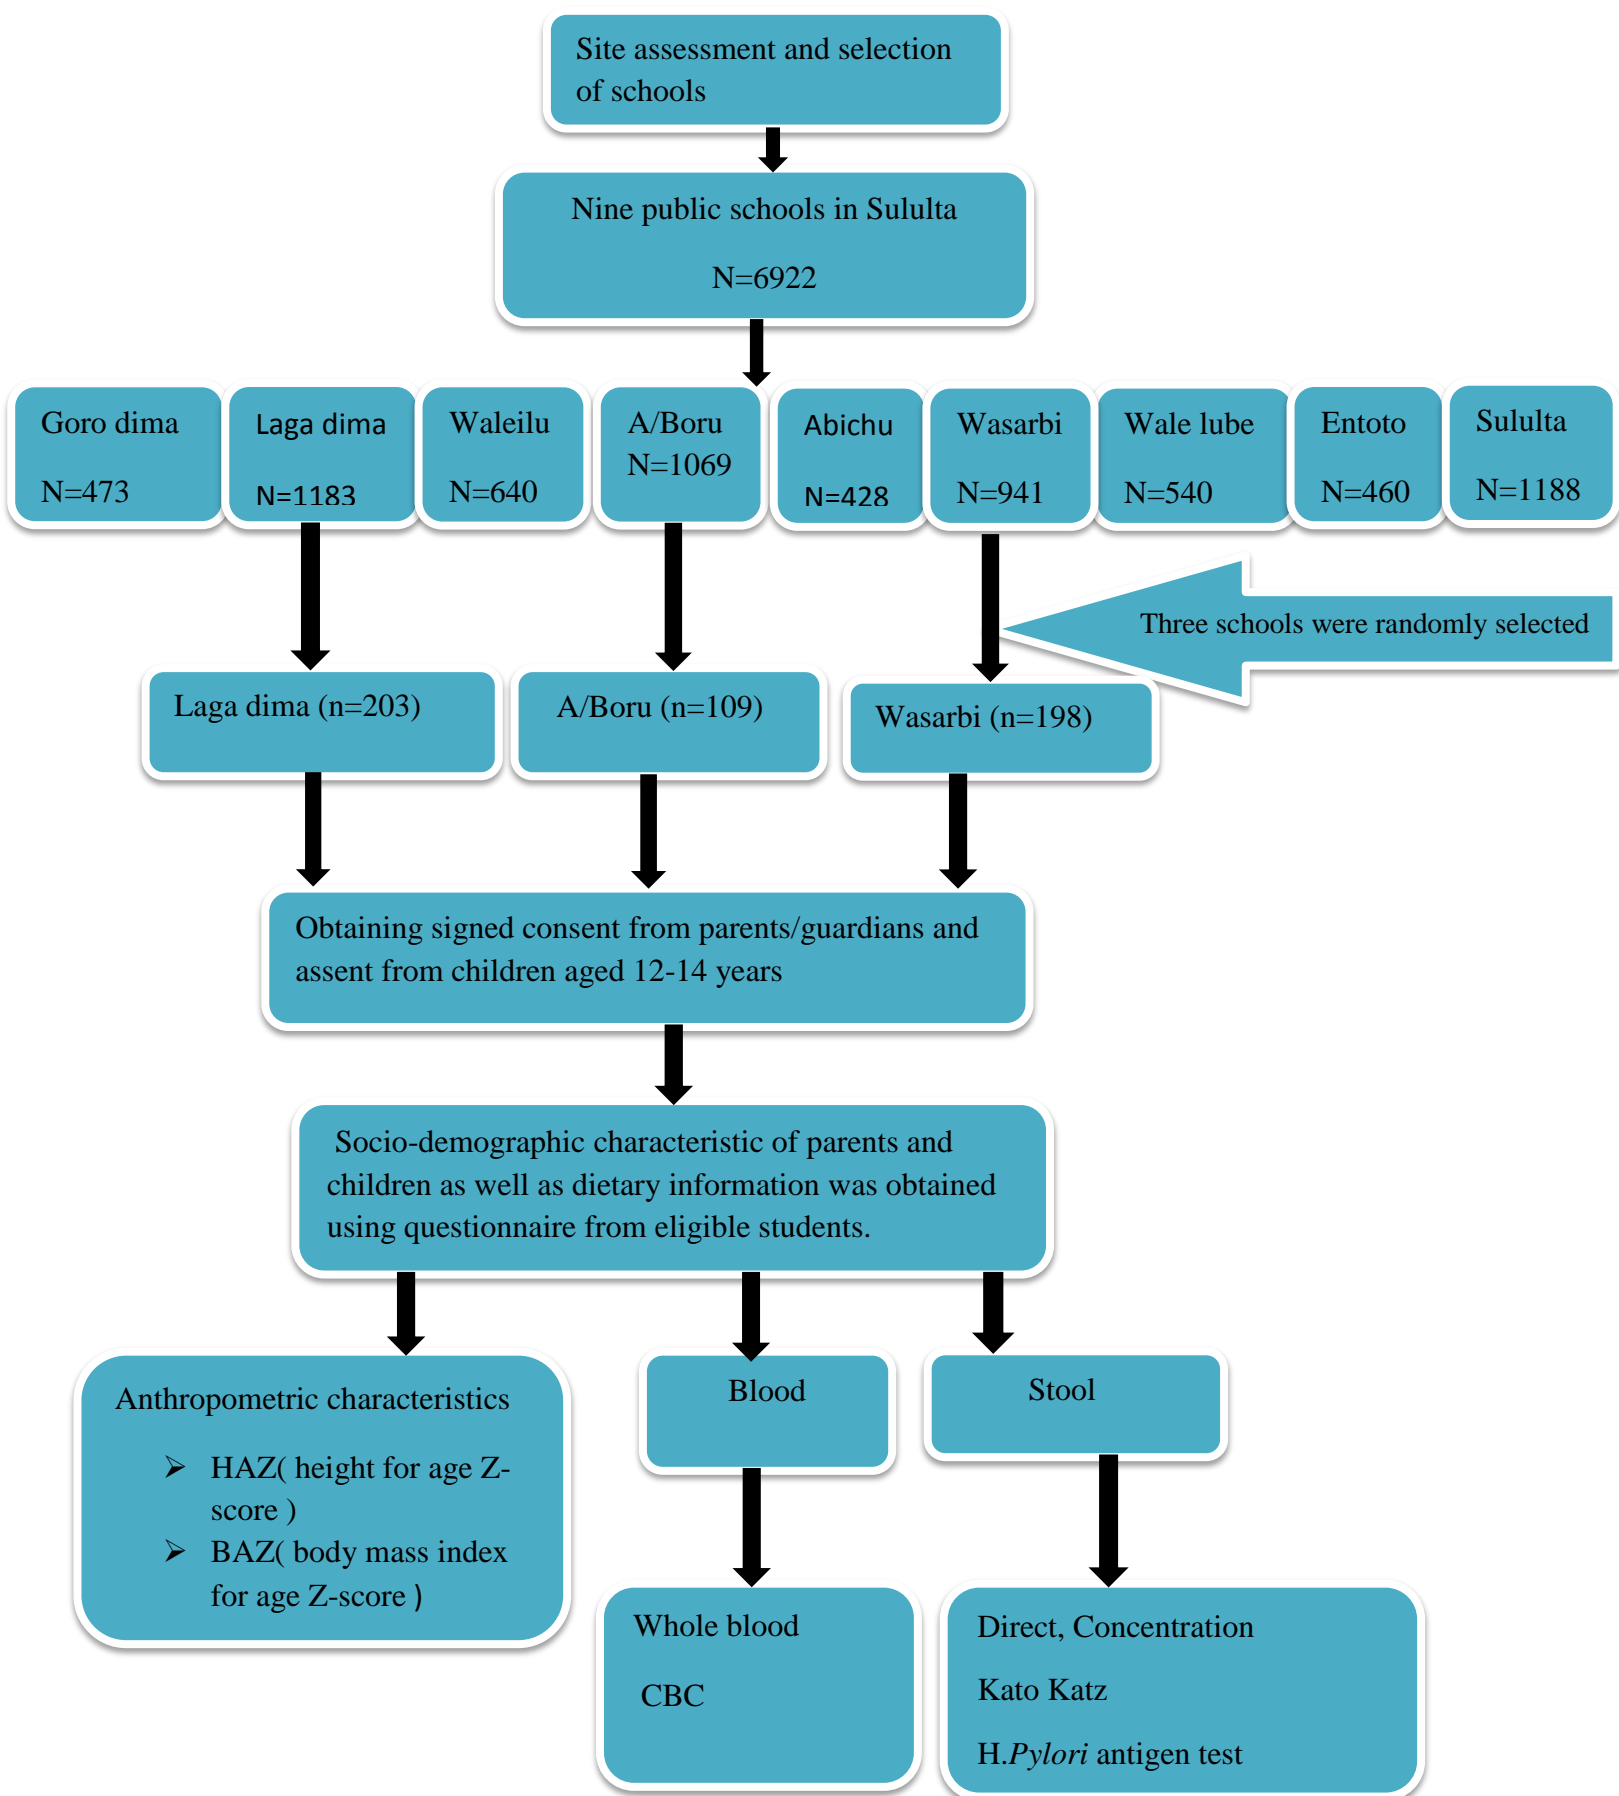 Site assessment and selection
of schools
Nine public schools in Sululta
N=6922
Goro dima
N=473
Laga dima
N=1183
Waleilu
N=640
A/Boru
N=1069
Abichu
N=428
Wasarbi
N=941
Wale lube
N=540
Entoto
N=460
Sululta
N=1188
Three schools were randomly selected
Laga dima (n=203)
A/Boru (n=109)
Wasarbi (n=198)
Obtaining signed consent from parents/guardians and
assent from children aged 12-14 years
Socio-demographic characteristic of parents and
children as well as dietary information was obtained
using questionnaire from eligible students.
Anthropometric characteristics
➢ HAZ( height for age Z-
score )
➢ BAZ( body mass index
for age Z-score )
Blood
Stool
Whole blood
CBC
Direct, Concentration
Kato Katz
H.Pylori antigen test